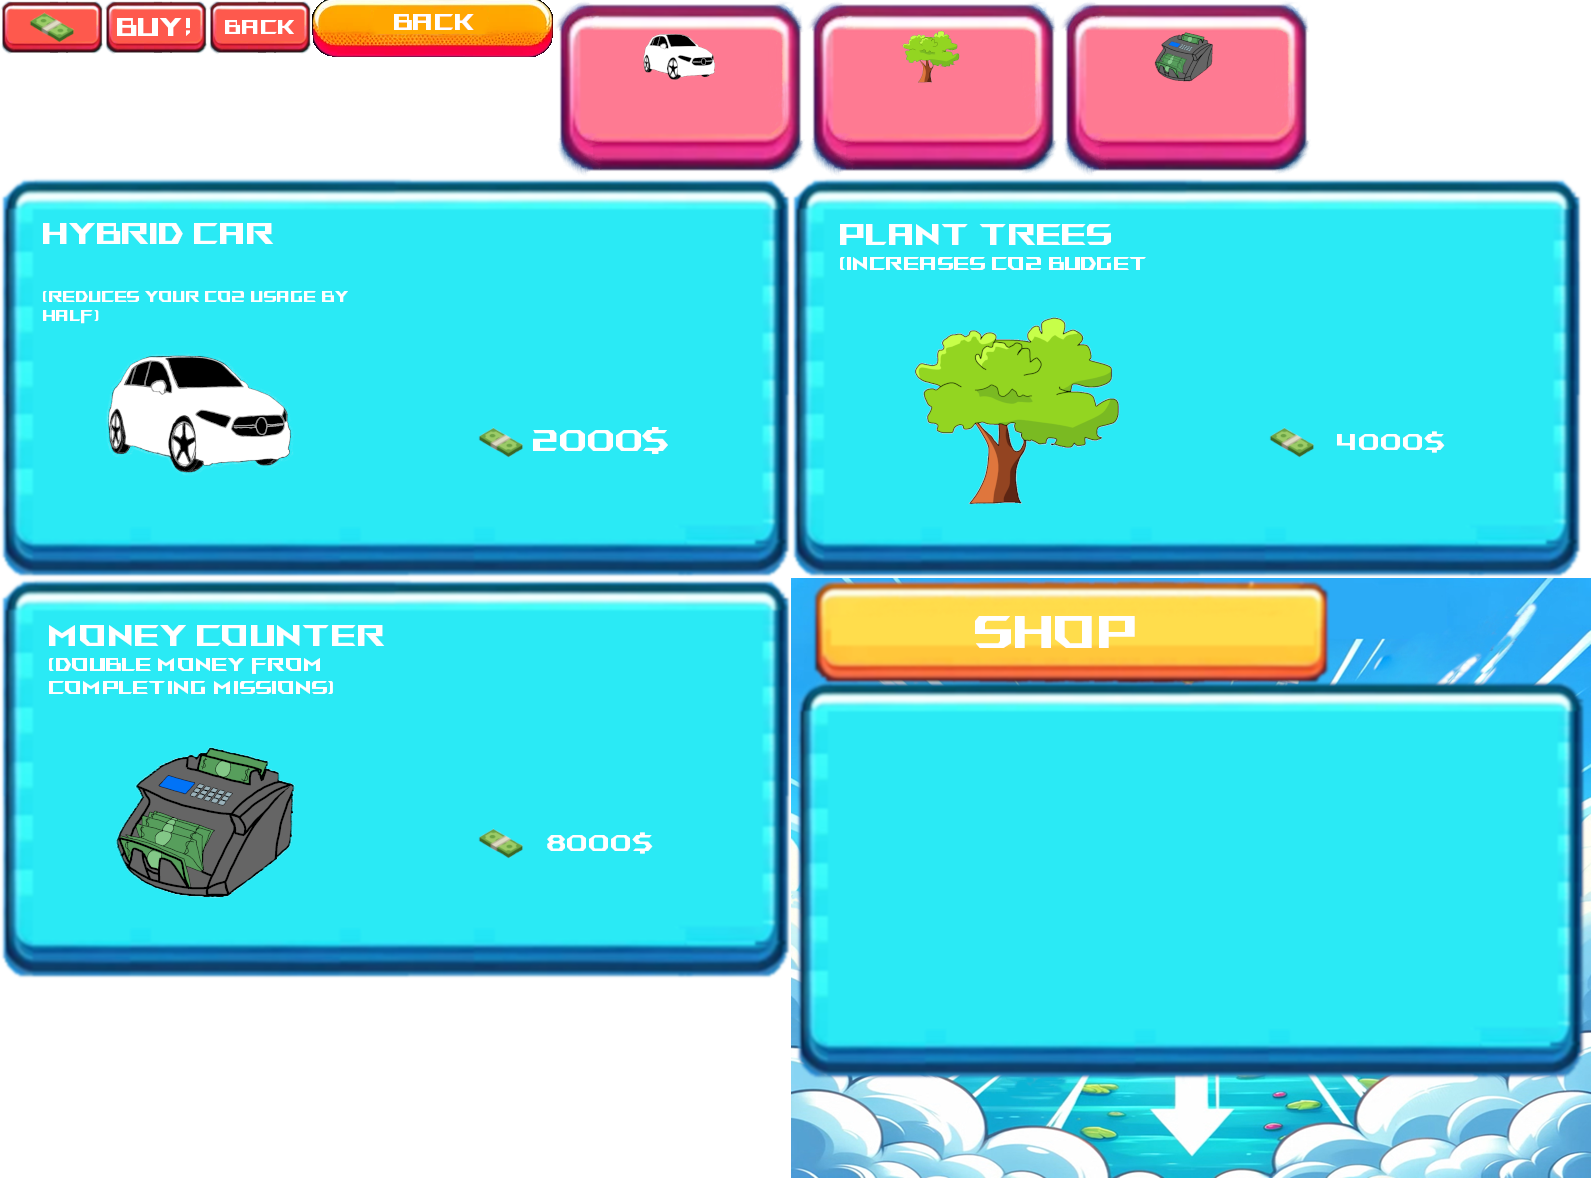 BUY!
BACK
BACK
HYBRID CAR
(REDUCES YOUR CO2 USAGE BY
HALF)
2000$
PLANT TREES
(INCREASES CO2 BUDGET
4000$
MONEY COUNTER
(DOUBLE MONEY FROM
COMPLETING MISSIONS)
8000$
SHOP